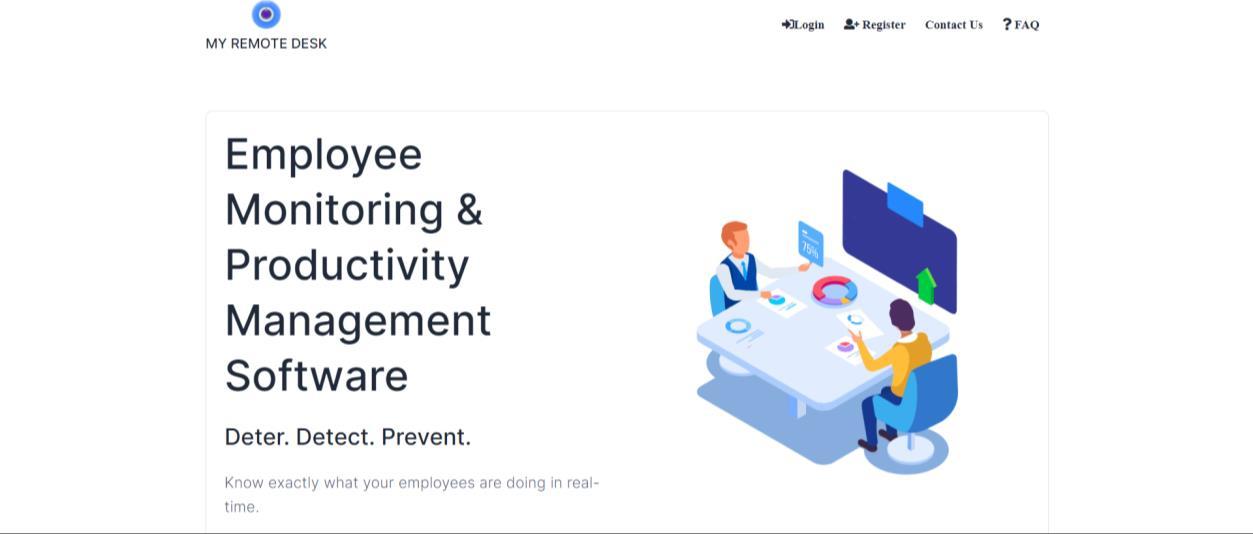 MY REMOTE DESK
Login Register Contact Us FAQ
Employee
Monitoring &
Productivity
Management
Software
Deter. Detect. Prevent.
Know exactly what your employees are doing in real-
time.
75%